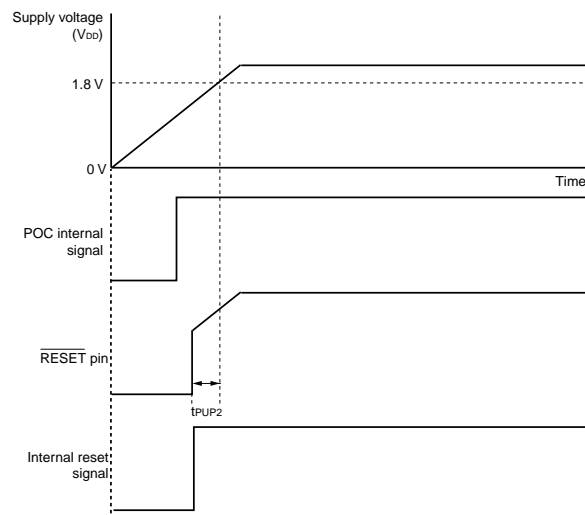 Supply voltage
(VDD)
1.8 V
0 V
Time
POC internal
signal
RESET pin
tPUP2
Internal reset
signal